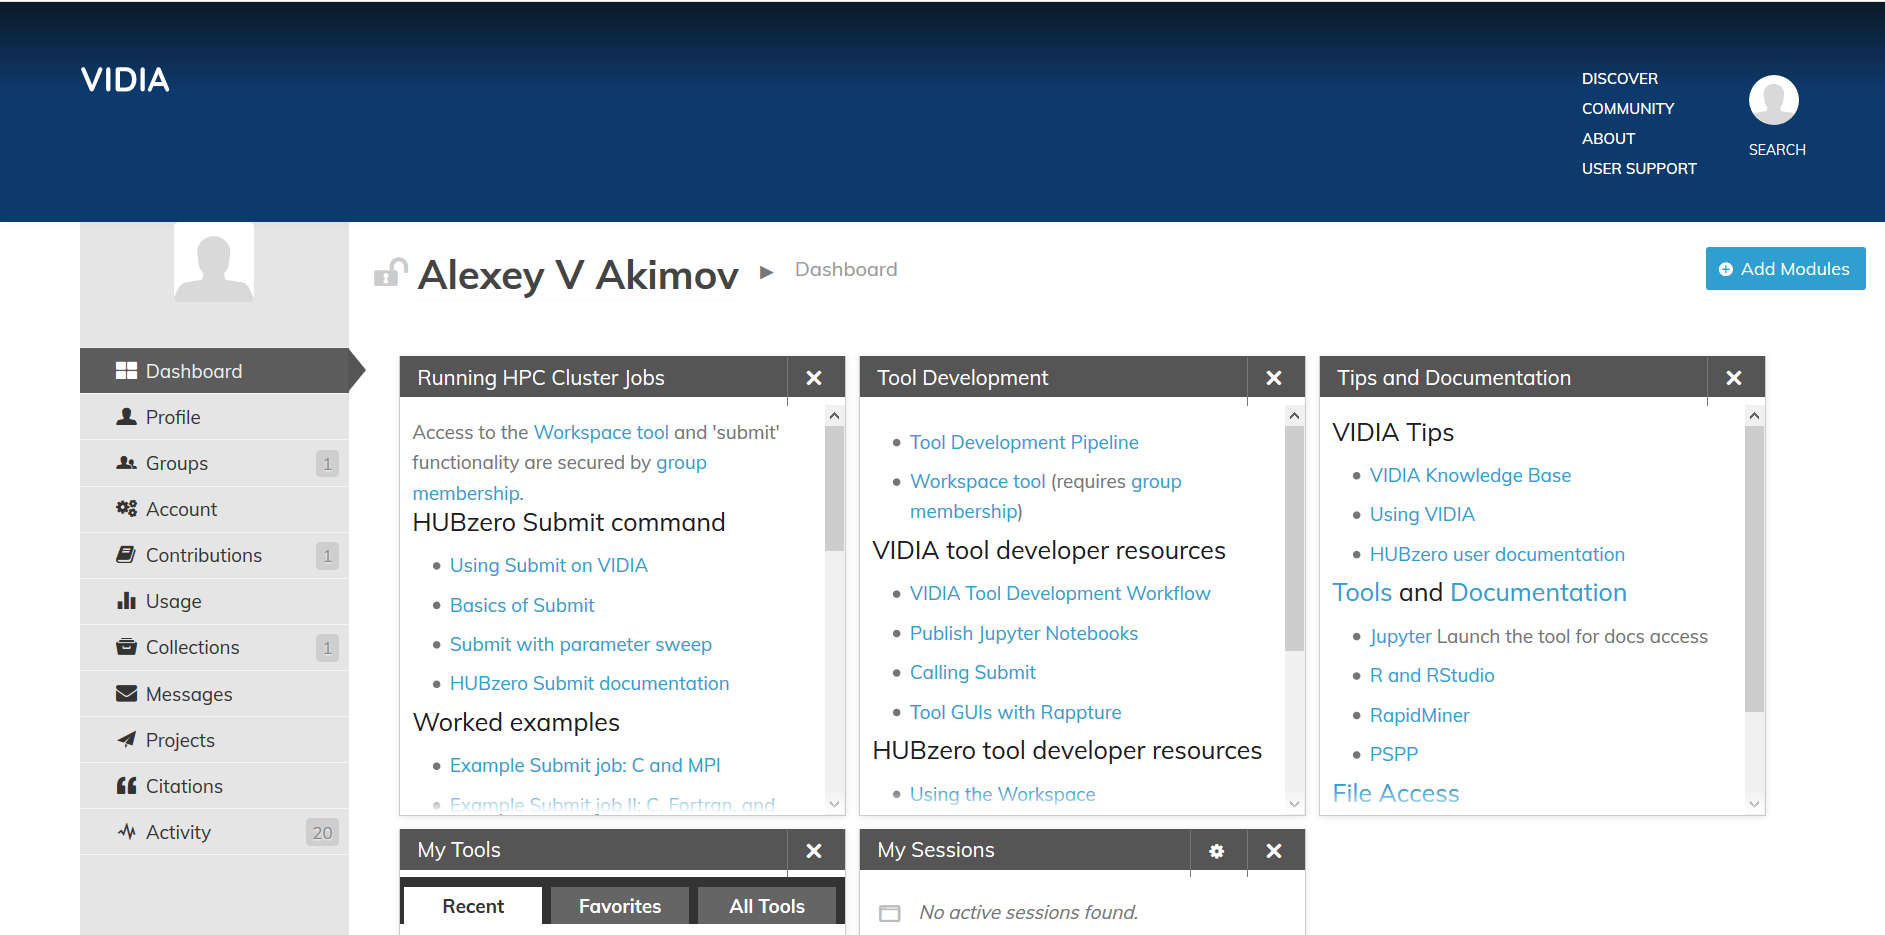 VIDIA
DISCOVER
COMMUNITY
ABOUT
USER SUPPORT
SEARCH
Alexey V Akimov
Dashboard
Add Modules
Dashboard
Profile
Groups 1
Account
Contributions 1
Usage
Collections 1
Messages
Projects
Citations
Activity 20
Running HPC Cluster Jobs
Access to the Workspace tool and 'submit'
functionality are secured by group
membership.
HUBzero Submit command
Using Submit on VIDIA
Basics of Submit
Submit with parameter sweep
HUBzero Submit documentation
Worked examples
Example Submit job: C and MPI
Example Submit job II: C, Fortran, and
Tool Development
Tool Development Pipeline
Workspace tool (requires group
membership)
VIDIA tool developer resources
VIDIA Tool Development Workflow
Publish Jupyter Notebooks
Calling Submit
Tool GUIs with Rappture
HUBzero tool developer resources
Using the Workspace
Tips and Documentation
VIDIA Tips
VIDIA Knowledge Base
Using VIDIA
HUBzero user documentation
Tools and Documentation
Jupyter Launch the tool for docs access
R and RStudio
RapidMiner
PSPP
File Access
My Tools
Recent Favorites All Tools
My Sessions
No active sessions found.